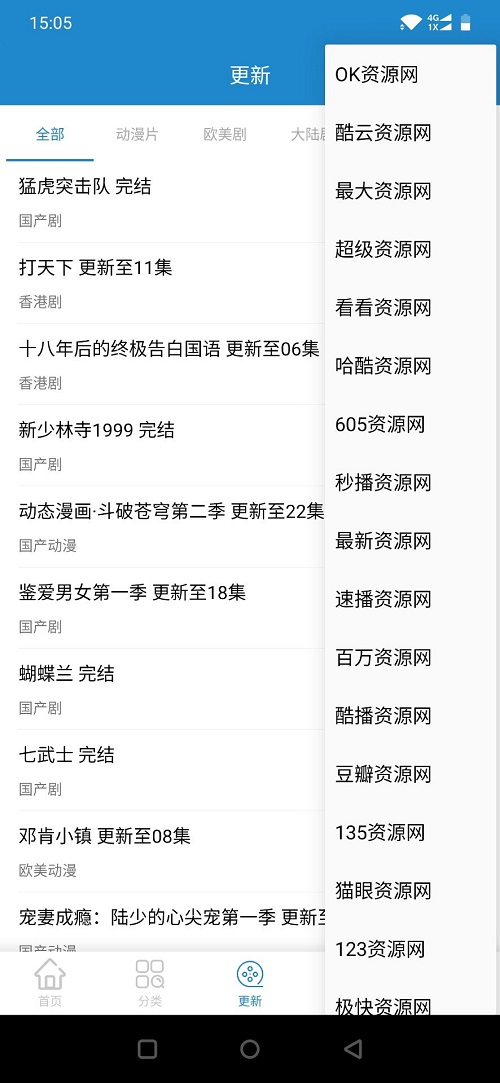 15:05
4G
1X
更新
全部
动漫片
欧美剧
大陆
猛虎突击队 完结
国产剧
打天下 更新至11集
香港剧
十八年后的终极告白国语 更新至06集
香港剧
新少林寺1999 完结
国产剧
动态漫画·斗破苍穹第二季 更新至22集
国产动漫
鉴爱男女第一季 更新至18集
国产剧
蝴蝶兰 完结
国产剧
七武士 完结
国产剧
邓肯小镇 更新至08集
欧美动漫
宠妻成瘾：陆少的心尖宠第一季 更新
国产动漫
OK资源网
酷云资源网
最大资源网
超级资源网
看看资源网
哈酷资源网
605资源网
秒播资源网
最新资源网
速播资源网
百万资源网
酷播资源网
豆瓣资源网
135资源网
猫眼资源网
123资源网
极快资源网
首页
分类
更新